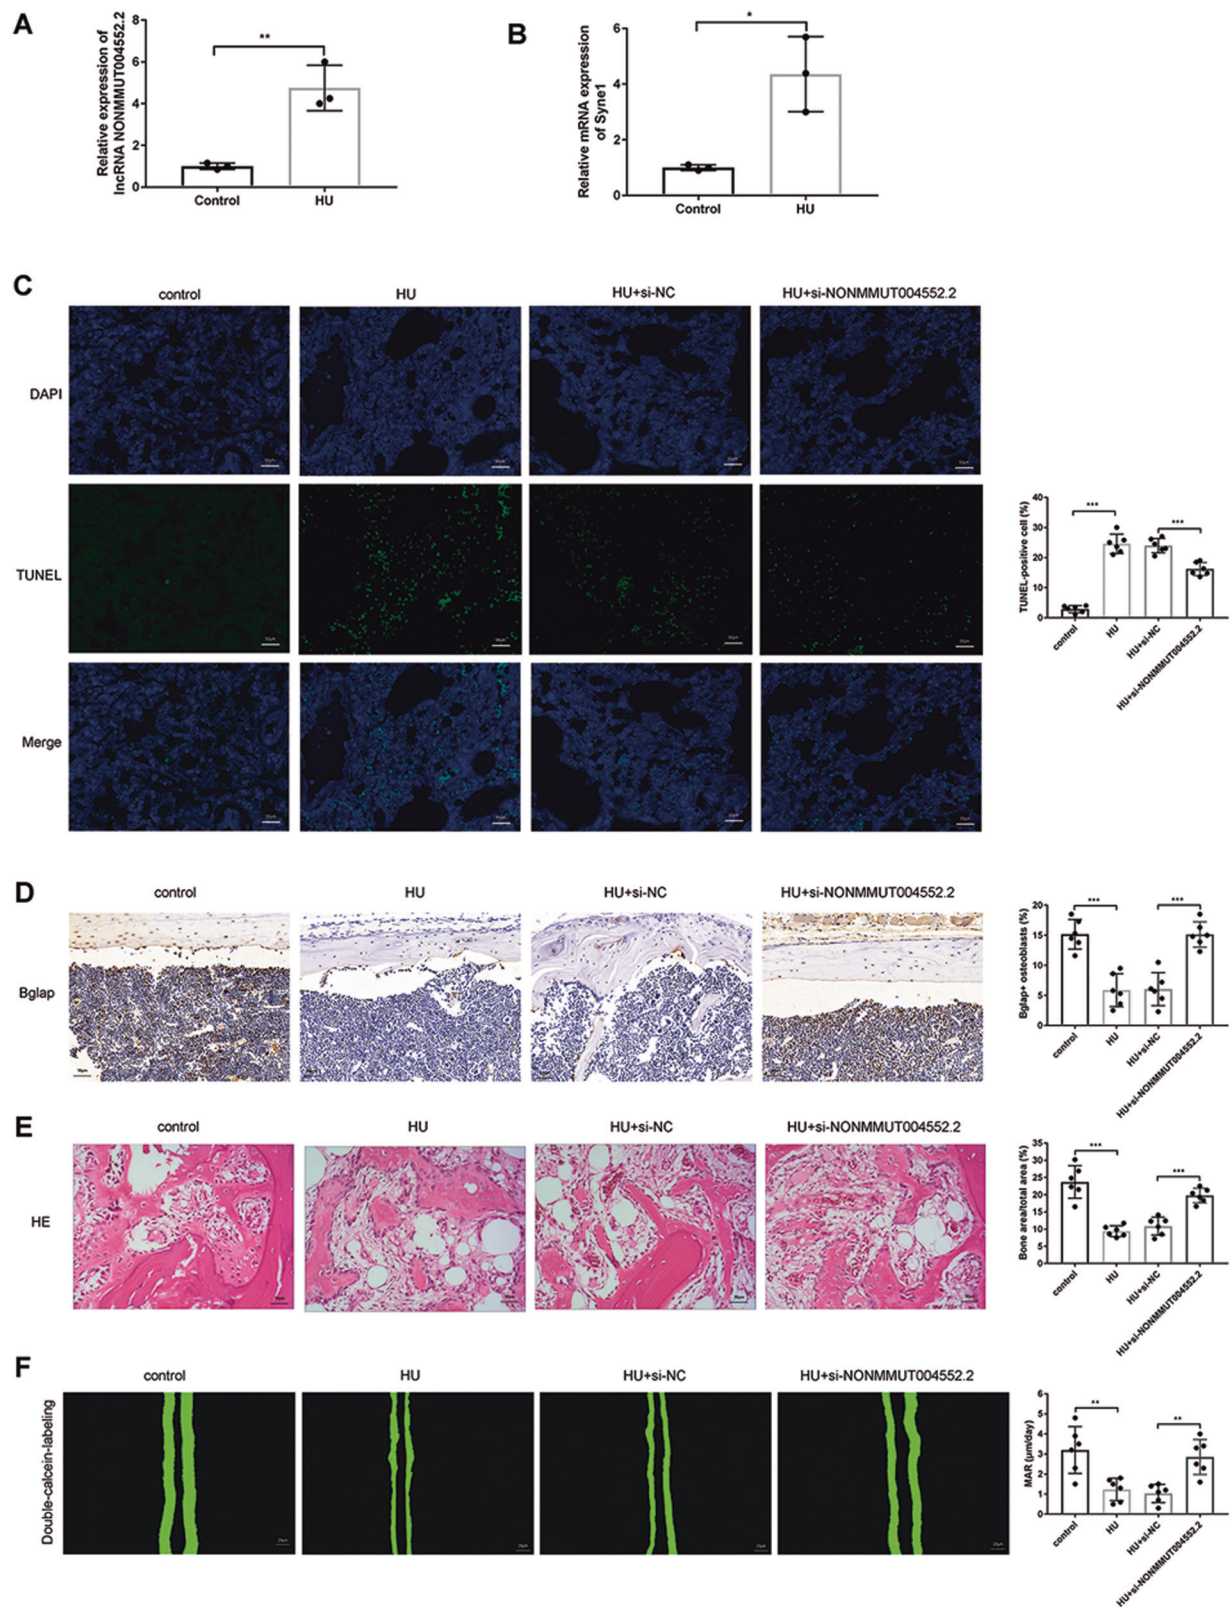 A
Relative expression of
lncRNA NONMMUT004552.2
8
6
4
2
0
**
Control
HU
B
Relative mRNA expression
of Syne1
6
4
2
0
*
Control
HU
C
control
HU
HU+si-NC
HU+si-NONMMUT004552.2
DAPI
TUNEL
Merge
TUNEL-positive cell (%)
40
30
20
10
0
***
***
control
HU
HU+si-NC
HU+si-NONMMUT004552.2
D
control
HU
HU+si-NC
HU+si-NONMMUT004552.2
Bglap
Bglap+ osteoblasts (%)
20
15
10
5
0
***
***
control
HU
HU+si-NC
HU+si-NONMMUT004552.2
E
control
HU
HU+si-NC
HU+si-NONMMUT004552.2
HE
Bone area/total area (%)
35
30
25
20
15
10
5
0
***
***
control
HU
HU+si-NC
HU+si-NONMMUT004552.2
F
control
HU
HU+si-NC
HU+si-NONMMUT004552.2
Double-calcein-labeling
MAR (μm/day)
6
5
4
3
2
1
0
**
**
control
HU
HU+si-NC
HU+si-NONMMUT004552.2